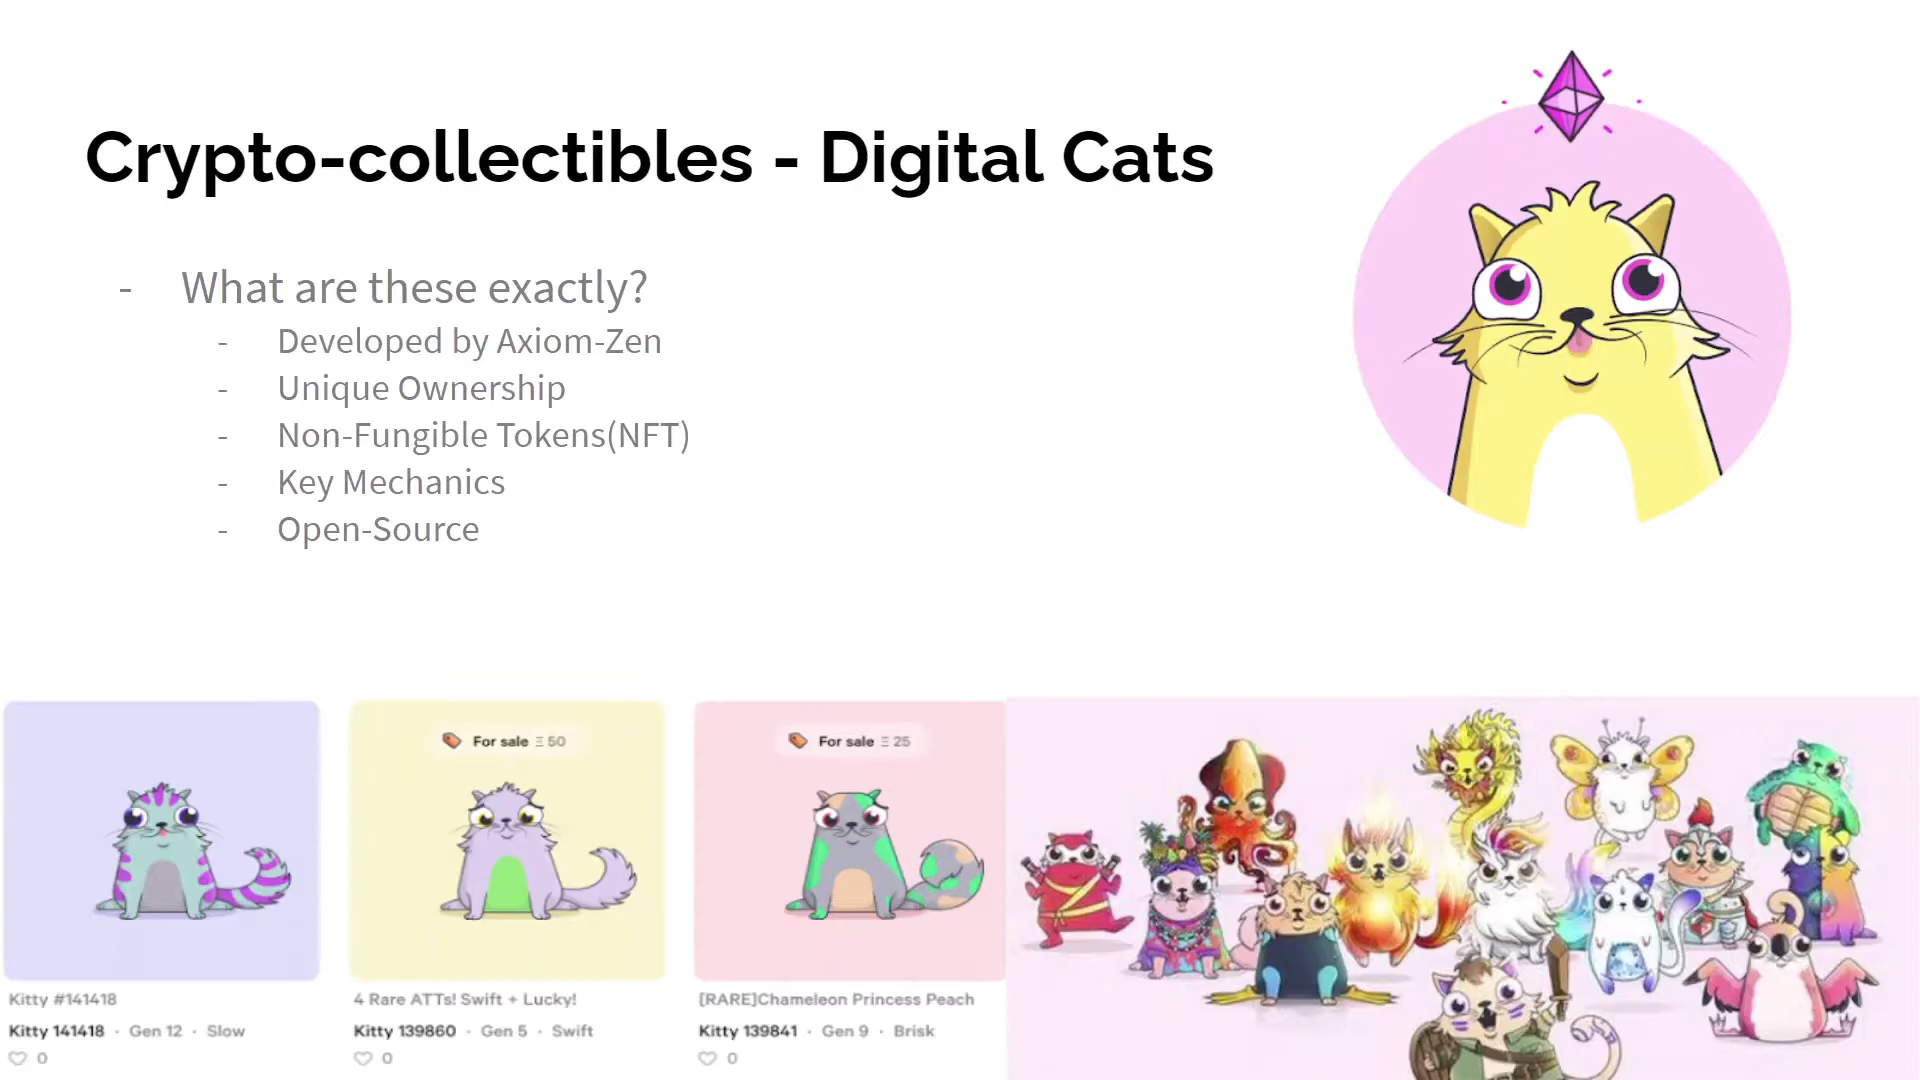 Crypto-collectibles - Digital Cats
- What are these exactly?
- Developed by Axiom-Zen
- Unique Ownership
- Non-Fungible Tokens(NFT)
- Key Mechanics
- Open-Source
For sale Ξ 50
For sale Ξ 25
Kitty #141418
Kitty 141418 · Gen 12 · Slow
0
4 Rare ATTs! Swift + Lucky!
Kitty 139860 · Gen 5 · Swift
0
[RARE]Chameleon Princess Peach
Kitty 139841 · Gen 9 · Brisk
0